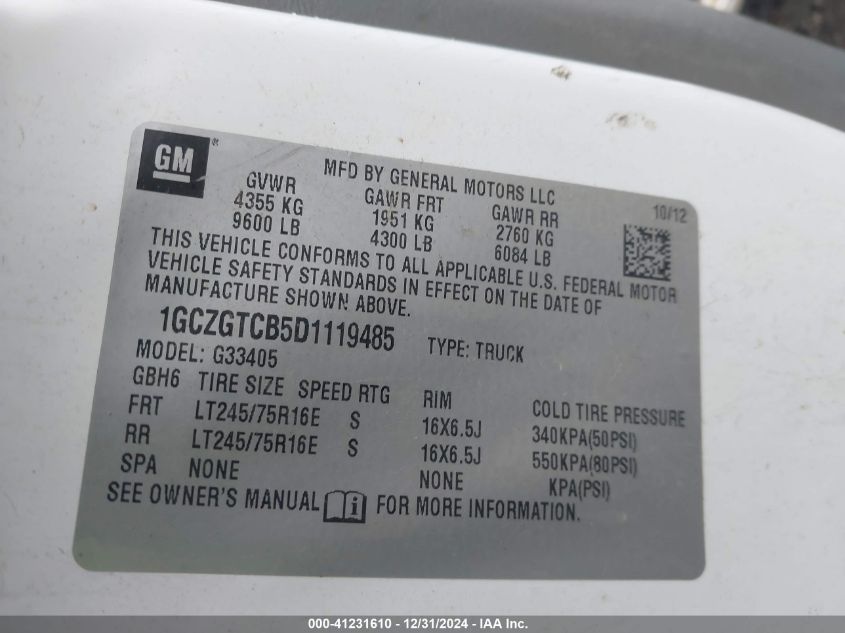 GM
MFD BY GENERAL MOTORS LLC
10/12
GVWR GAWR FRT GAWR RR
4355 KG 1951 KG 2760 KG
9600 LB 4300 LB 6084 LB
THIS VEHICLE CONFORMS TO ALL APPLICABLE U.S. FEDERAL MOTOR
VEHICLE SAFETY STANDARDS IN EFFECT ON THE DATE OF
MANUFACTURE SHOWN ABOVE.
1GCZGTCB5D1119485 TYPE: TRUCK
MODEL: G33405
GBH6 TIRE SIZE SPEED RTG RIM COLD TIRE PRESSURE
FRT LT245/75R16E S 16X6.5J 340KPA(50PSI)
RR LT245/75R16E S 16X6.5J 550KPA(80PSI)
SPA NONE NONE KPA(PSI)
SEE OWNER'S MANUAL i FOR MORE INFORMATION.
000-41231610 - 12/31/2024 - IAA Inc.